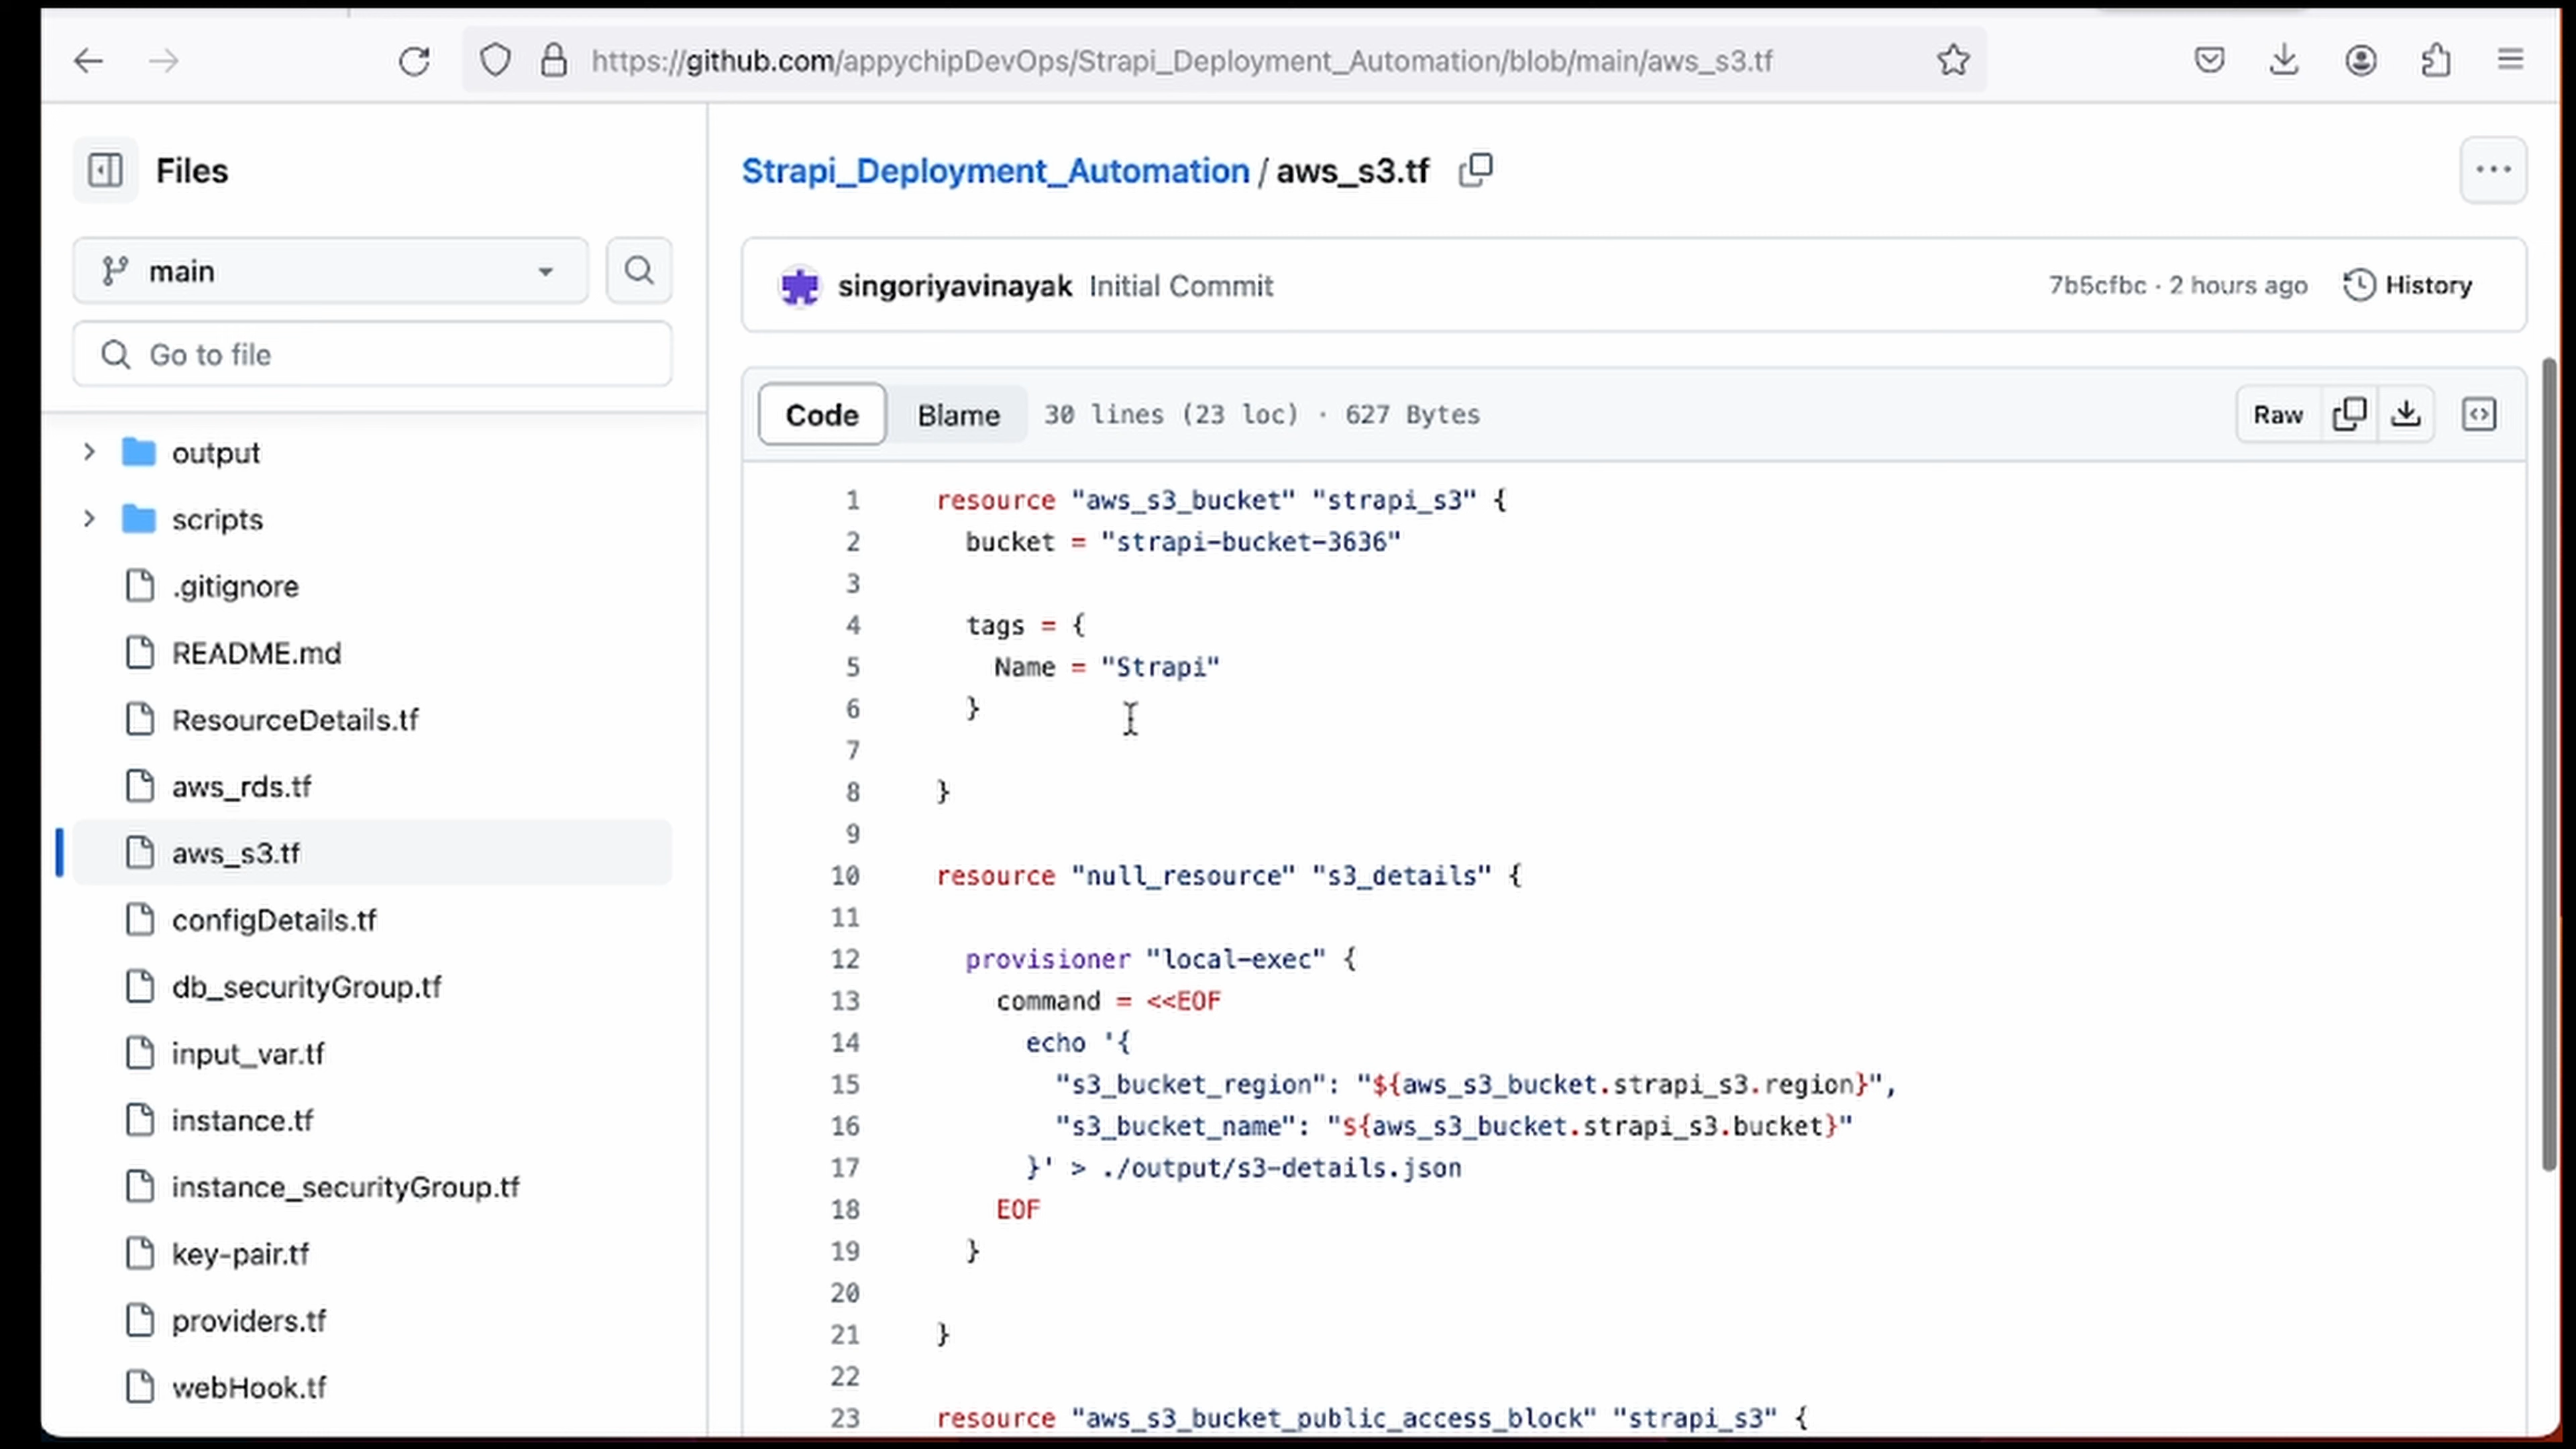 https://github.com/appychipDevOps/Strapi_Deployment_Automation/blob/main/aws_s3.tf
Files
main
Go to file
output
scripts
.gitignore
README.md
ResourceDetails.tf
aws_rds.tf
aws_s3.tf
configDetails.tf
db_securityGroup.tf
input_var.tf
instance.tf
instance_securityGroup.tf
key-pair.tf
providers.tf
webHook.tf
Strapi_Deployment_Automation / aws_s3.tf
singoriyavinayak Initial Commit 7b5cfbc · 2 hours ago History
Code Blame 30 lines (23 loc) · 627 Bytes Raw
1 resource "aws_s3_bucket" "strapi_s3" {
2 bucket = "strapi-bucket-3636"
3
4 tags = {
5 Name = "Strapi"
6 }
7
8 }
9
10 resource "null_resource" "s3_details" {
11
12 provisioner "local-exec" {
13 command = <<EOF
14 echo '{
15 "s3_bucket_region": "${aws_s3_bucket.strapi_s3.region}",
16 "s3_bucket_name": "${aws_s3_bucket.strapi_s3.bucket}"
17 }' > ./output/s3-details.json
18 EOF
19 }
20
21 }
22
23 resource "aws_s3_bucket_public_access_block" "strapi_s3" {